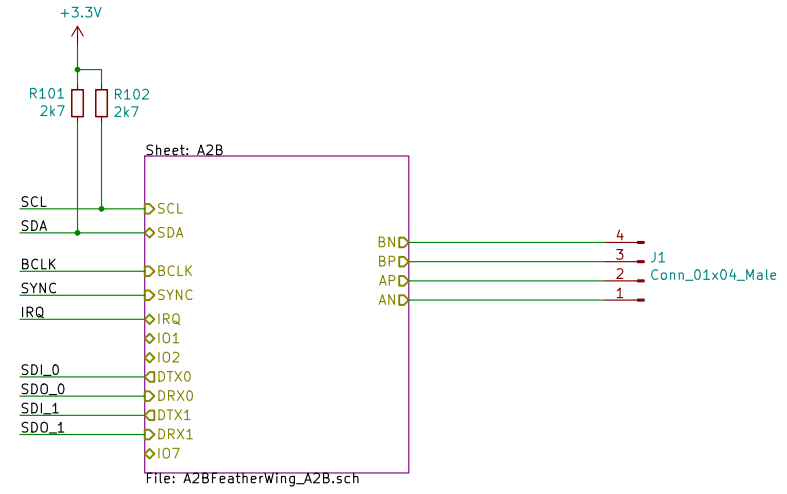 +3.3V
R101
2k7
R102
2k7
Sheet: A2B
SCL
SCL
SDA
SDA
BCLK
BCLK
SYNC
SYNC
IRQ
IRQ
IO1
IO2
SDI_0
DTX0
SDO_0
DRX0
SDI_1
DTX1
SDO_1
DRX1
IO7
BN
4
BP
3
AP
2
AN
1
J1
Conn_01x04_Male
File: A2BFeatherWing_A2B.sch